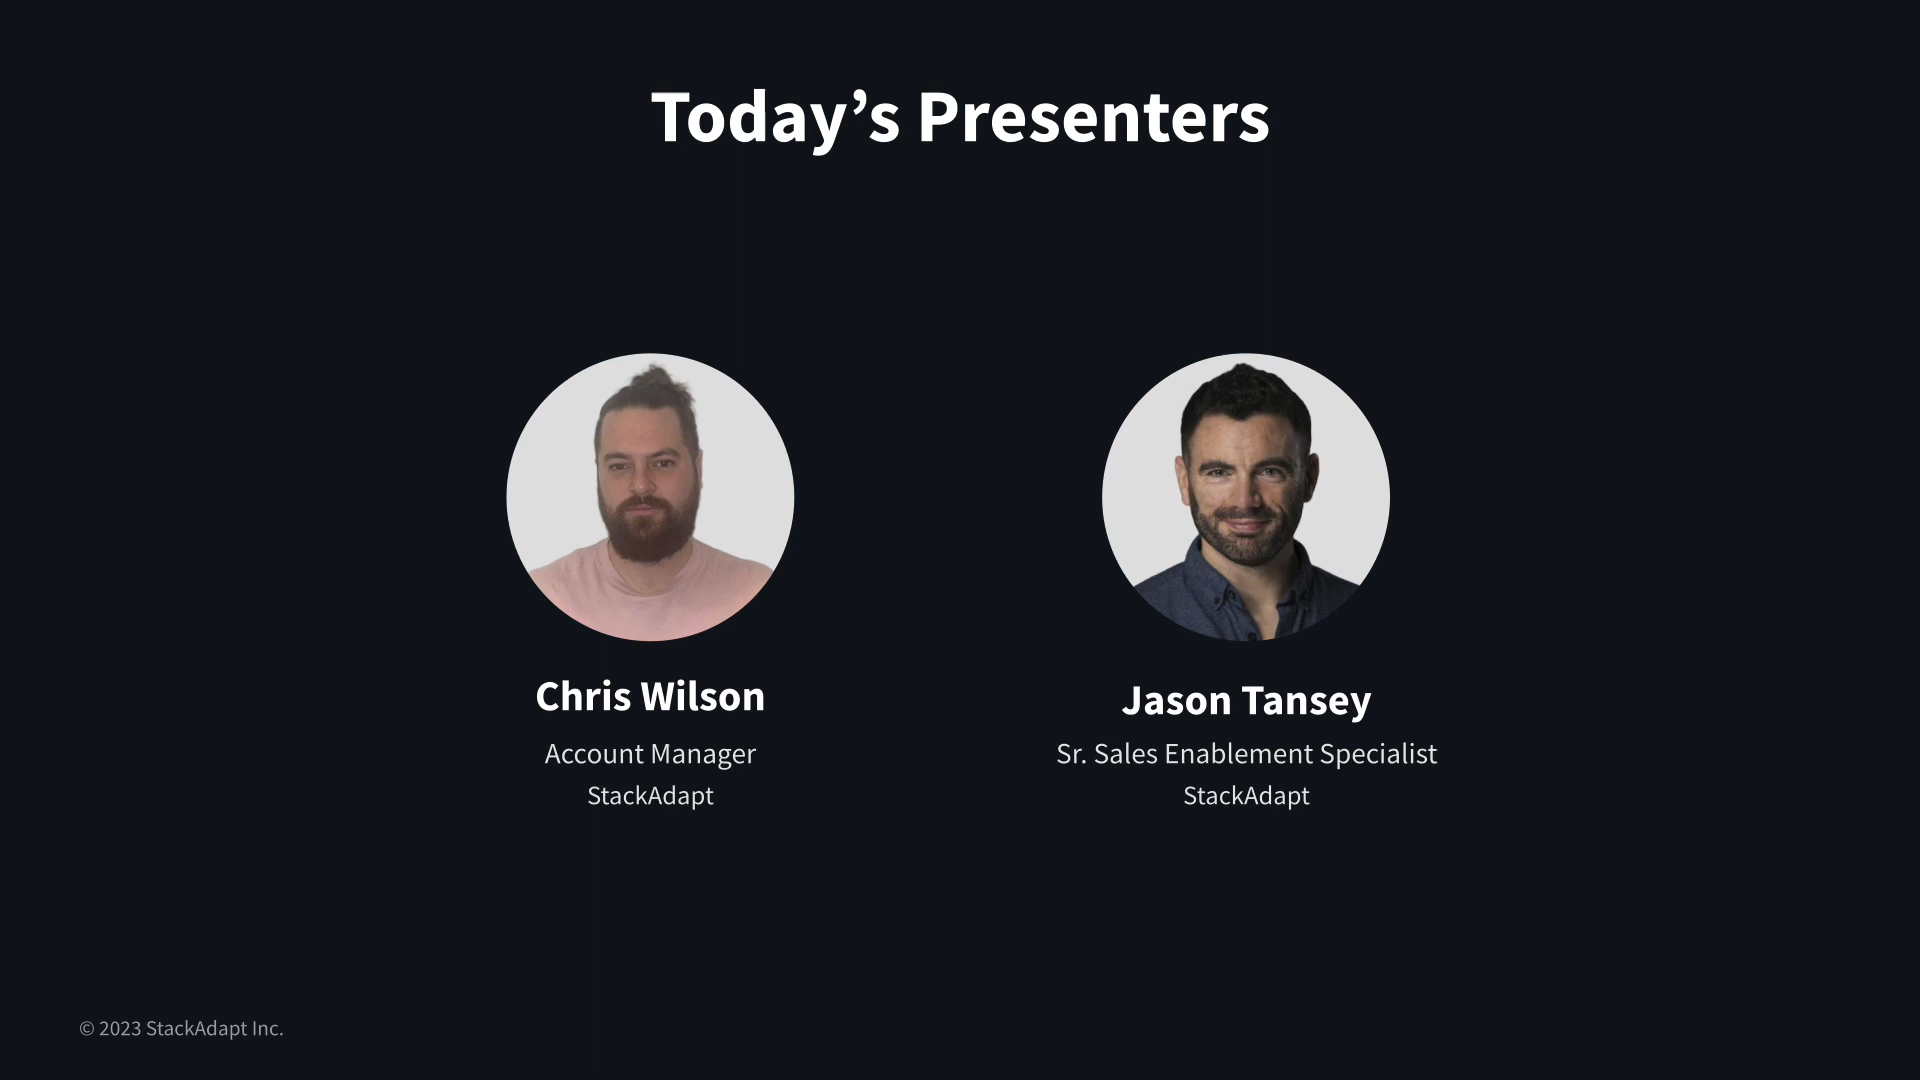 Today’s Presenters
Chris Wilson
Account Manager
StackAdapt
Jason Tansey
Sr. Sales Enablement Specialist
StackAdapt
© 2023 StackAdapt Inc.